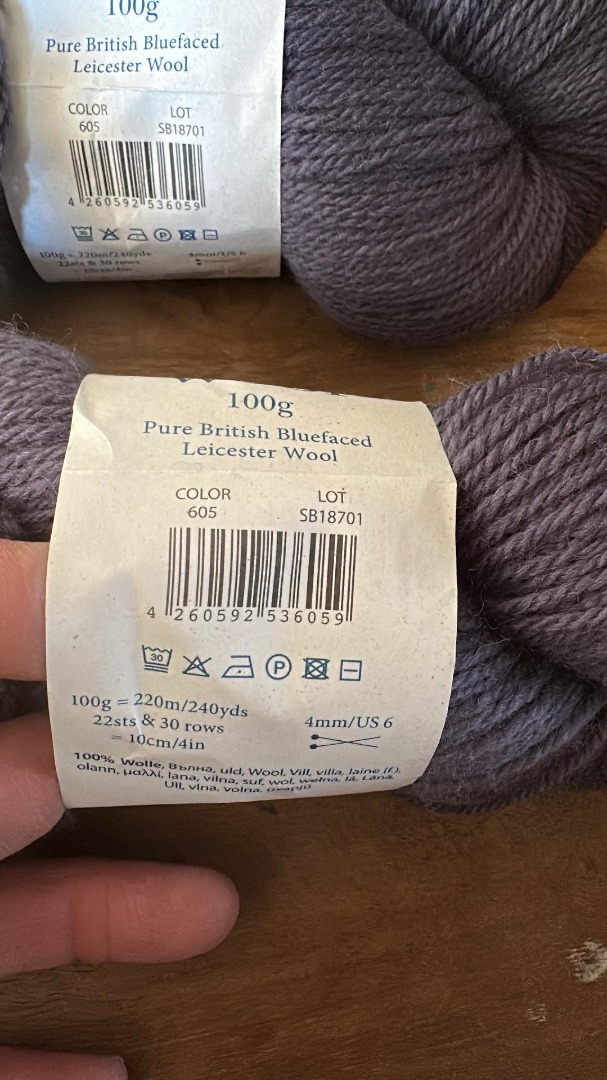 100g
Pure British Bluefaced
Leicester Wool
COLOR LOT
605 SB18701
4 260592 536059
P
100g = 220m/240yds 4mm/US 6
22sts & 30 rows
10cm/4in
100g
Pure British Bluefaced
Leicester Wool
COLOR LOT
605 SB18701
4 260592 536059
30 P
100g = 220m/240yds
22sts & 30 rows 4mm/US 6
= 10cm/4in
100% Wolle, Вълна, uld, Wool, Vill, villa, laine (f.),
olann, μαλλί, lana, vilna, suf, wol, wełna, lã, Lână,
Ull, vlna, volna,